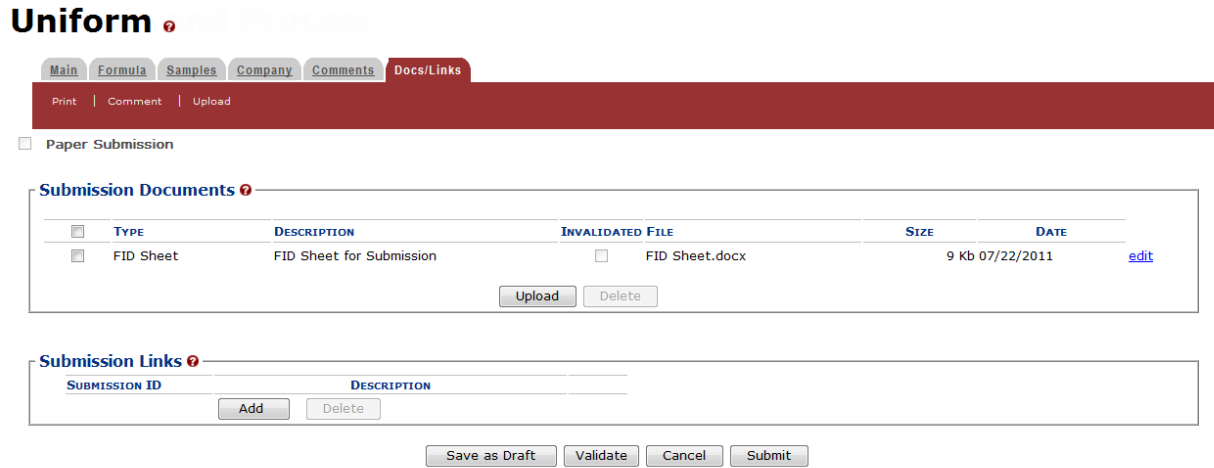 Uniform
Main Formula Samples Company Comments Docs/Links
Print | Comment | Upload
Paper Submission
Submission Documents
TYPE DESCRIPTION INVALIDATED FILE SIZE DATE
FID Sheet FID Sheet for Submission FID Sheet.docx 9 Kb 07/22/2011 edit
Upload Delete
Submission Links
SUBMISSION ID DESCRIPTION
Add Delete
Save as Draft Validate Cancel Submit